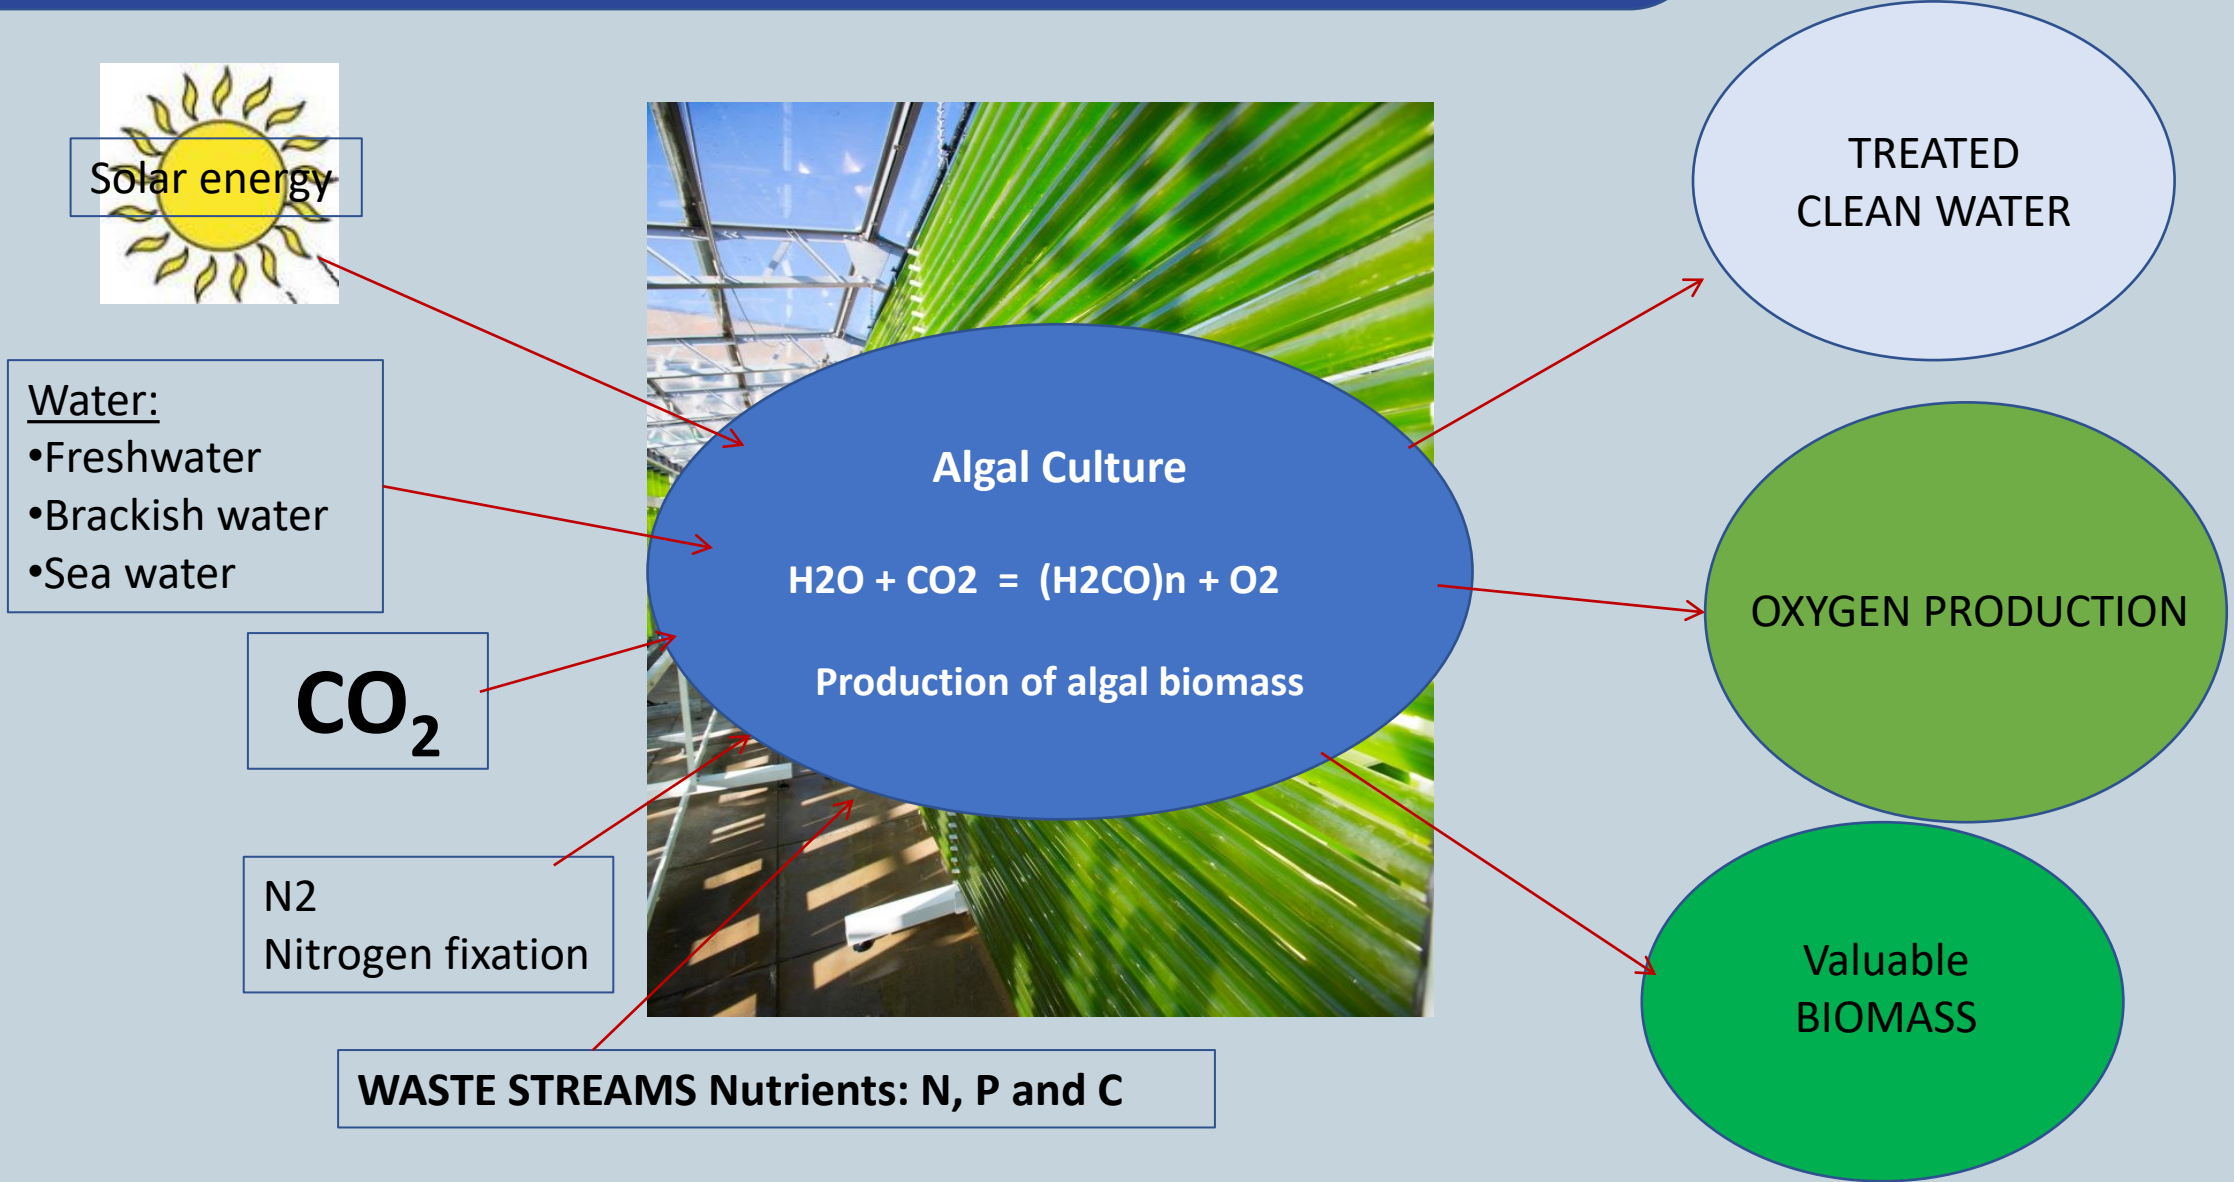 Solar energy
Water:
•Freshwater
•Brackish water
•Sea water
CO₂
N2
Nitrogen fixation
WASTE STREAMS Nutrients: N, P and C
Algal Culture
H2O + CO2 = (H2CO)n + O2
Production of algal biomass
TREATED
CLEAN WATER
OXYGEN PRODUCTION
Valuable
BIOMASS